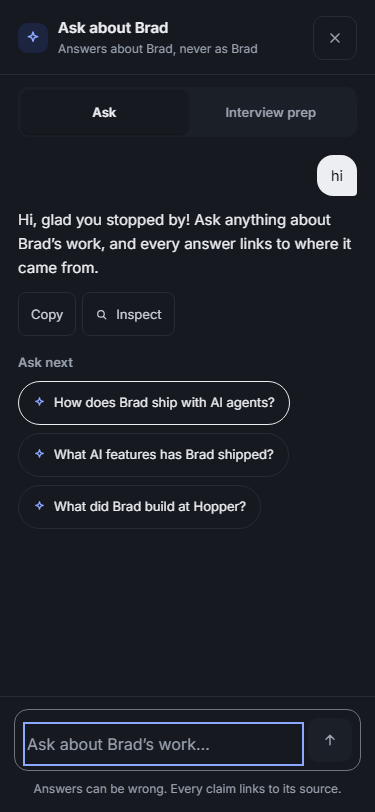 Ask about Brad
Answers about Brad, never as Brad
Ask
Interview prep
hi
Hi, glad you stopped by! Ask anything about
Brad’s work, and every answer links to where it
came from.
Copy
Inspect
Ask next
How does Brad ship with AI agents?
What AI features has Brad shipped?
What did Brad build at Hopper?
Ask about Brad’s work...
Answers can be wrong. Every claim links to its source.